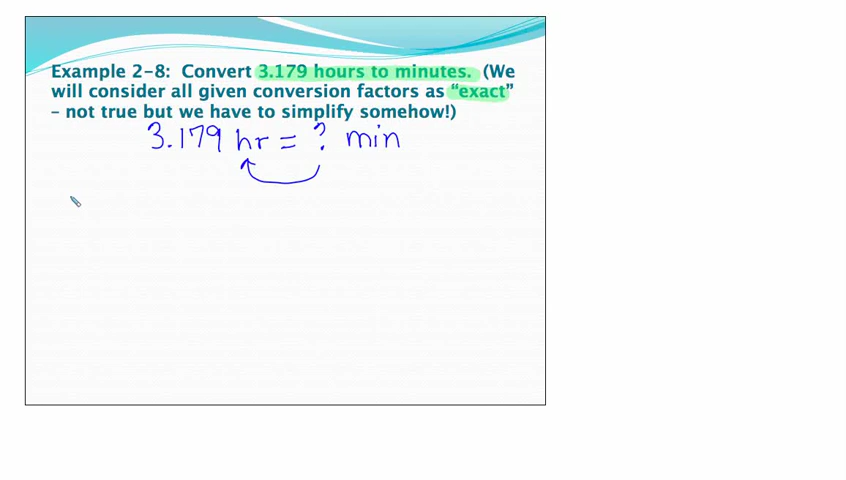 Example 2-8: Convert 3.179 hours to minutes. (We
will consider all given conversion factors as “exact”
– not true but we have to simplify somehow!)
3.179 hr = ? min